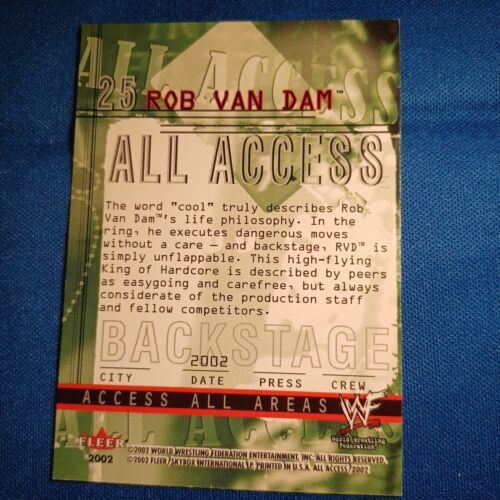 ALL ACCESS
25 ROB VAN DAM™
ALL ACCESS
The word "cool" truly describes Rob
Van Dam™'s life philosophy. In the
ring, he executes dangerous moves
without a care — and backstage, RVD™ is
simply unflappable. This high-flying
King of Hardcore is described by peers
as easygoing and carefree, but always
considerate of the production staff
and fellow competitors.
BACKSTAGE
2002
CITY DATE PRESS CREW
ACCESS ALL AREAS
World Wrestling
Federation
FLEER
2002
©2002 WORLD WRESTLING FEDERATION ENTERTAINMENT, INC. ALL RIGHTS RESERVED.
©2002 FLEER/SKYBOX INTERNATIONAL LP. PRINTED IN U.S.A. ALL ACCESS 2002